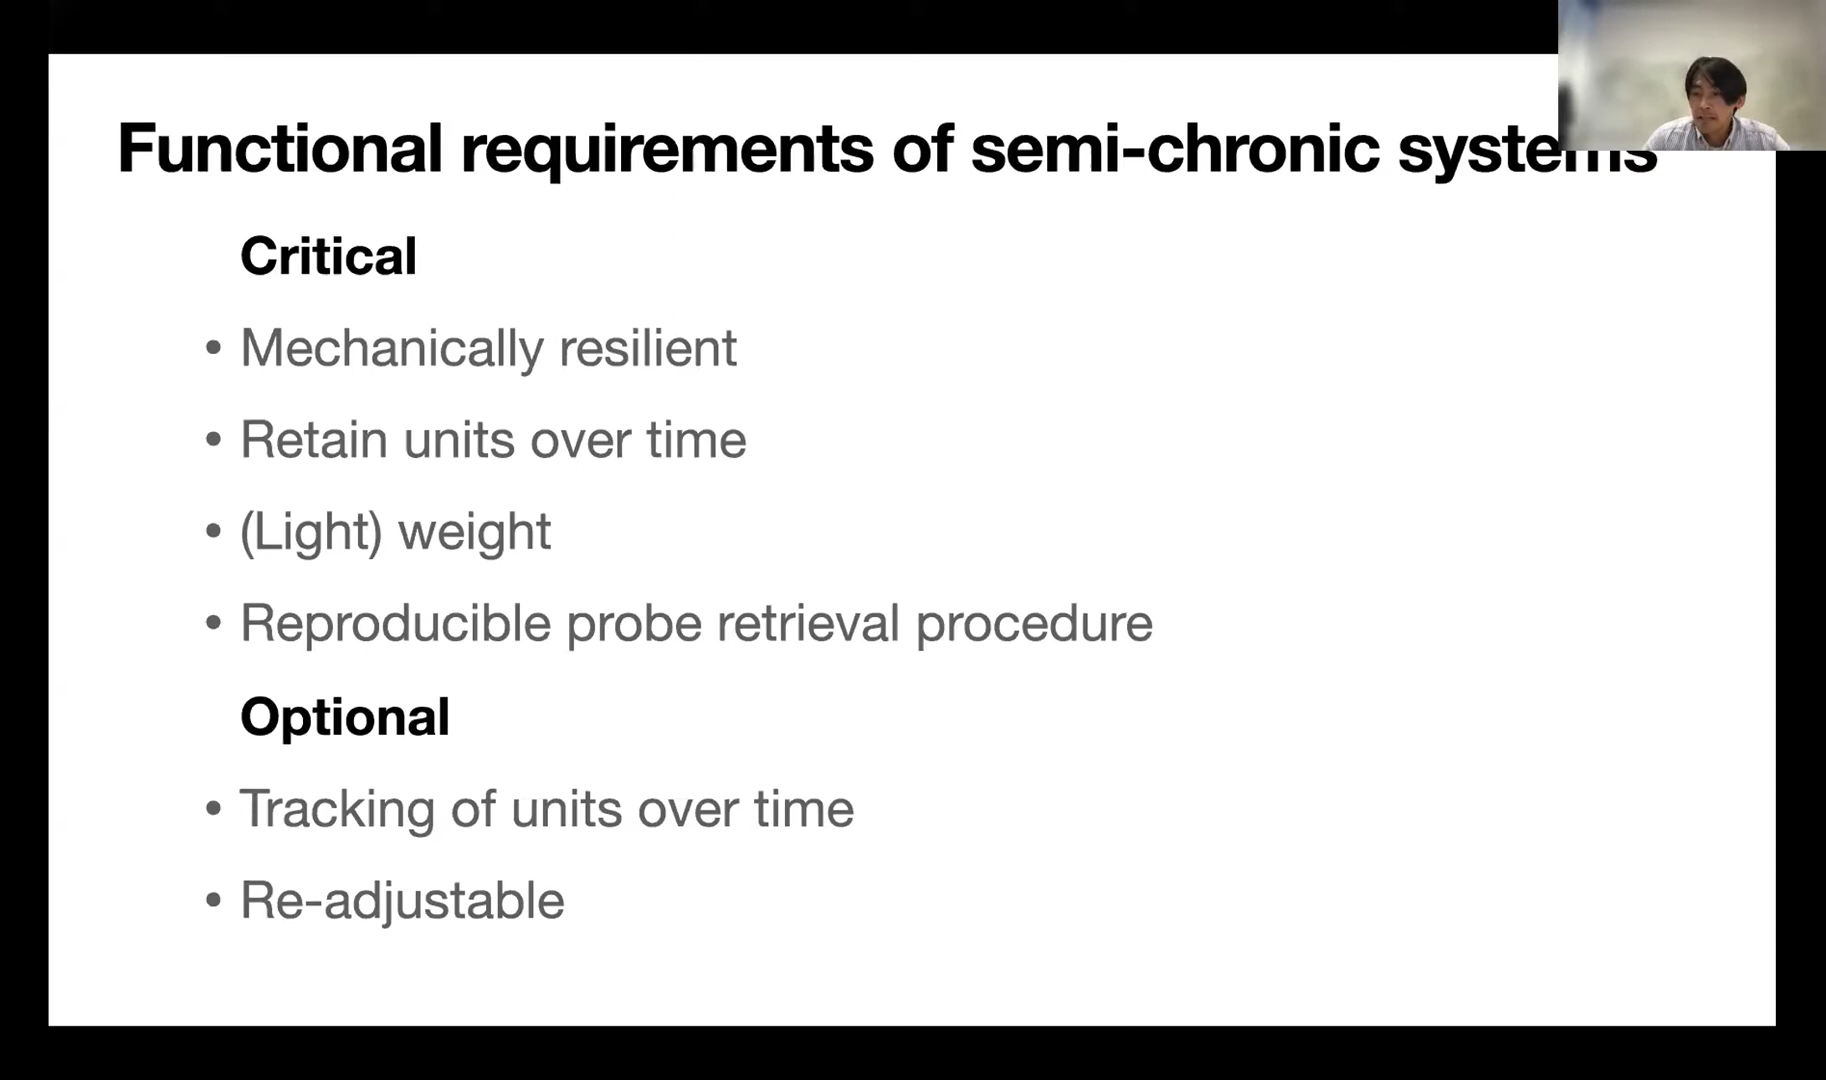 Functional requirements of semi-chronic systems
Critical
• Mechanically resilient
• Retain units over time
• (Light) weight
• Reproducible probe retrieval procedure
Optional
• Tracking of units over time
• Re-adjustable